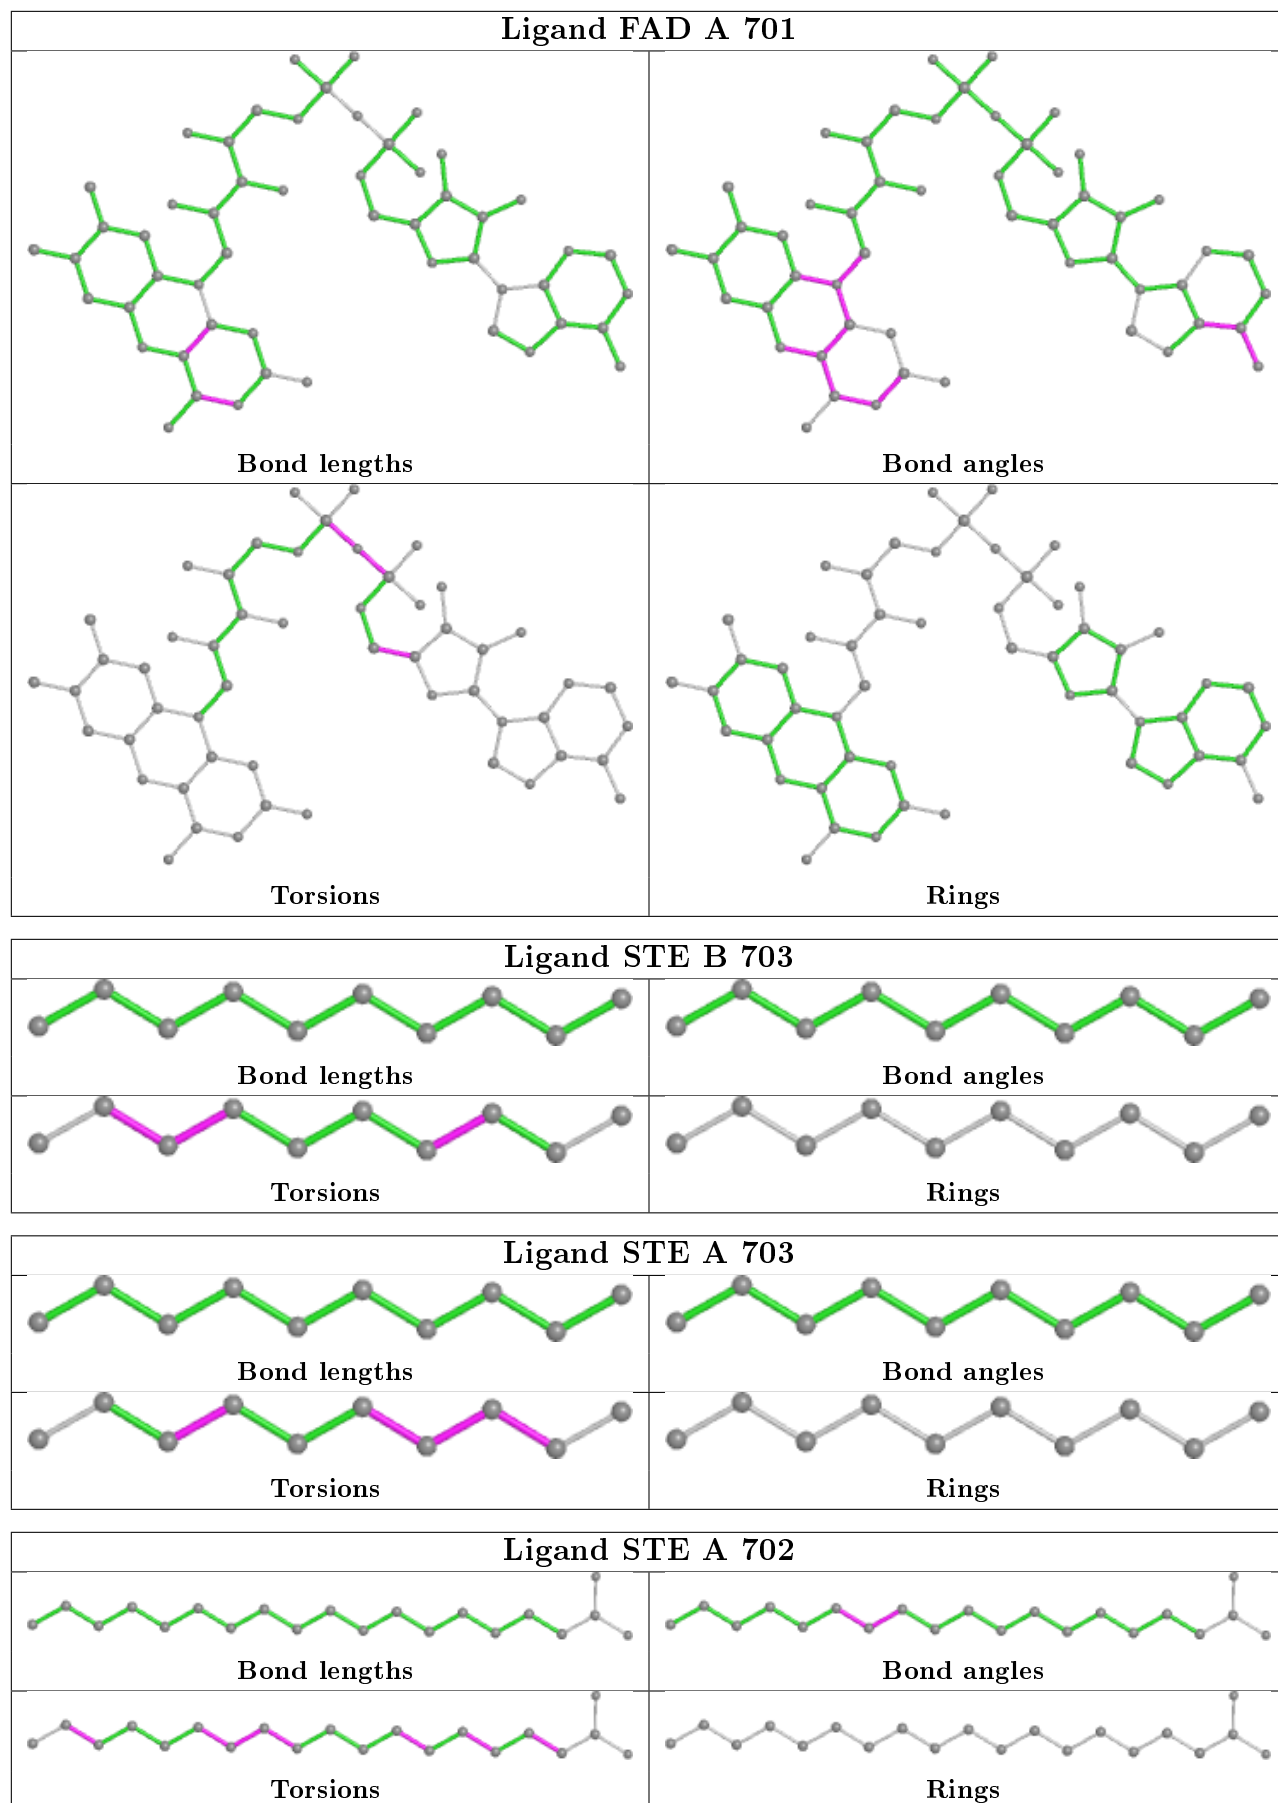 Ligand FAD A 701
Bond lengths
Bond angles
Torsions
Rings
Ligand STE B 703
Bond lengths
Bond angles
Torsions
Rings
Ligand STE A 703
Bond lengths
Bond angles
Torsions
Rings
Ligand STE A 702
Bond lengths
Bond angles
Torsions
Rings